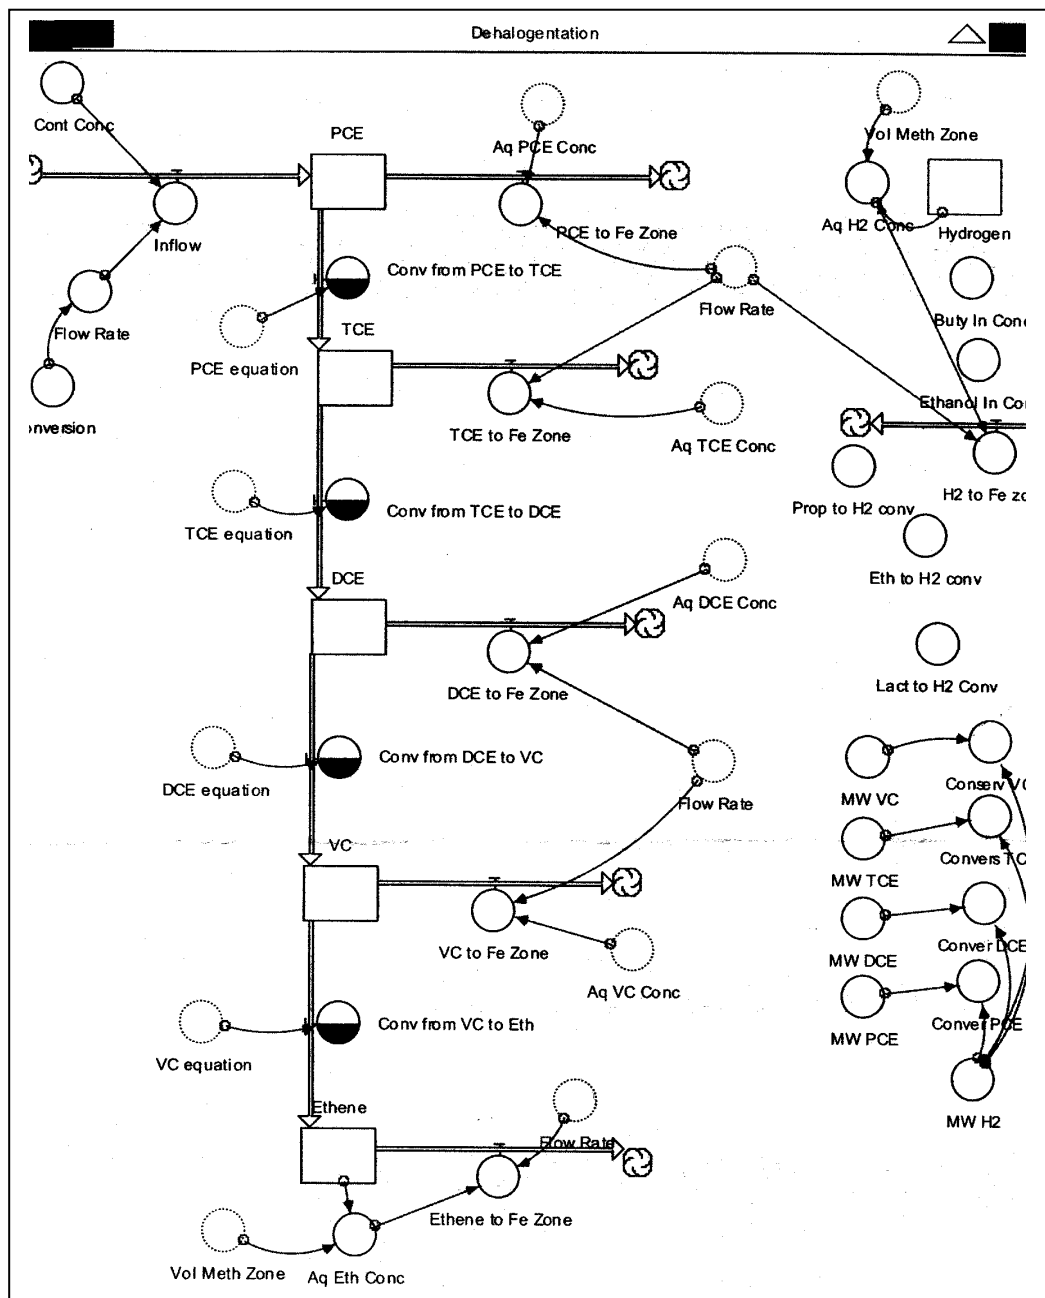 Dehalogentation
Cont Conc
PCE
Aq PCE Conc
Vol Meth Zone
Inflow
PCE to Fe Zone
Aq H2 Conc
Hydrogen
Conv from PCE to TCE
Flow Rate
Flow Rate
TCE
Buty In Conc
PCE equation
Ethanol In Con
onversion
TCE to Fe Zone
Aq TCE Conc
H2 to Fe zo
Prop to H2 conv
TCE equation
Conv from TCE to DCE
Eth to H2 conv
DCE
Aq DCE Conc
DCE to Fe Zone
Lact to H2 Conv
DCE equation
Conv from DCE to VC
Flow Rate
MW VC
Conserv VC
VC
Convers TC
MW TCE
VC to Fe Zone
Conver DCE
MW DCE
Aq VC Conc
VC equation
Conv from VC to Eth
Conver PCE
MW PCE
Ethene
MW H2
Flow Rate
Ethene to Fe Zone
Vol Meth Zone
Aq Eth Conc